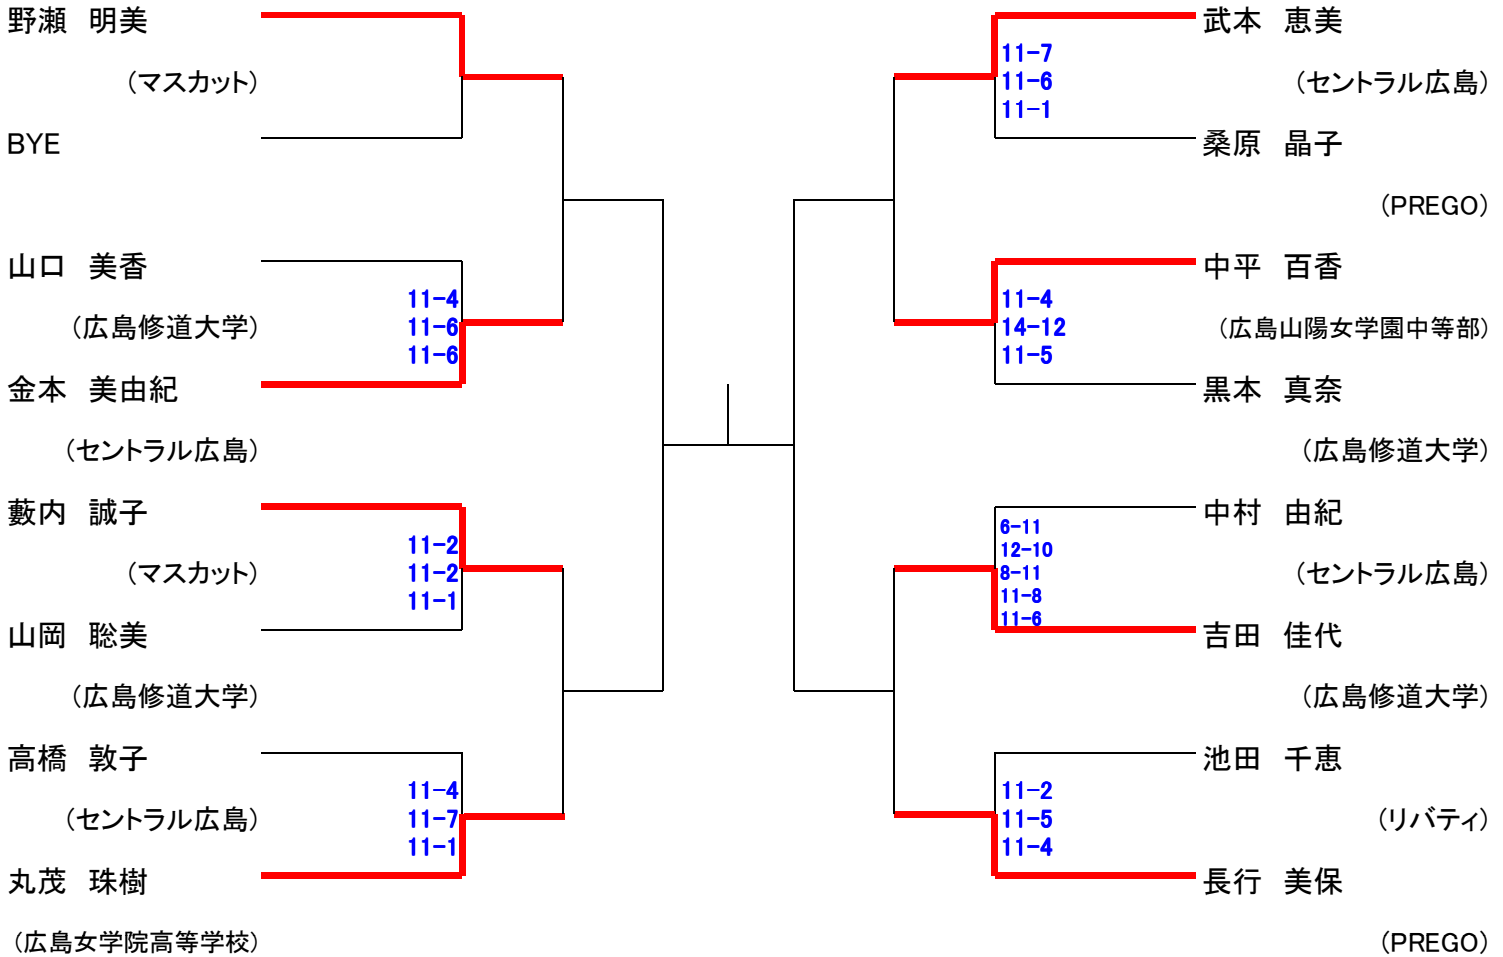 野瀬　明美
（マスカット）
BYE
山口　美香
（広島修道大学）
11-4
11-6
11-6
金本　美由紀
（セントラル広島）
藪内　誠子
（マスカット）
11-2
11-2
11-1
山岡　聡美
（広島修道大学）
高橋　敦子
（セントラル広島）
11-4
11-7
11-1
丸茂　珠樹
（広島女学院高等学校）
武本　恵美
11-7
11-6
11-1
（セントラル広島）
桑原　晶子
（PREGO）
中平　百香
11-4
14-12
11-5
（広島山陽女学園中等部）
黒本　真奈
（広島修道大学）
中村　由紀
6-11
12-10
8-11
11-8
11-6
（セントラル広島）
吉田　佳代
（広島修道大学）
池田　千恵
11-2
11-5
11-4
（リバティ）
長行　美保
（PREGO）